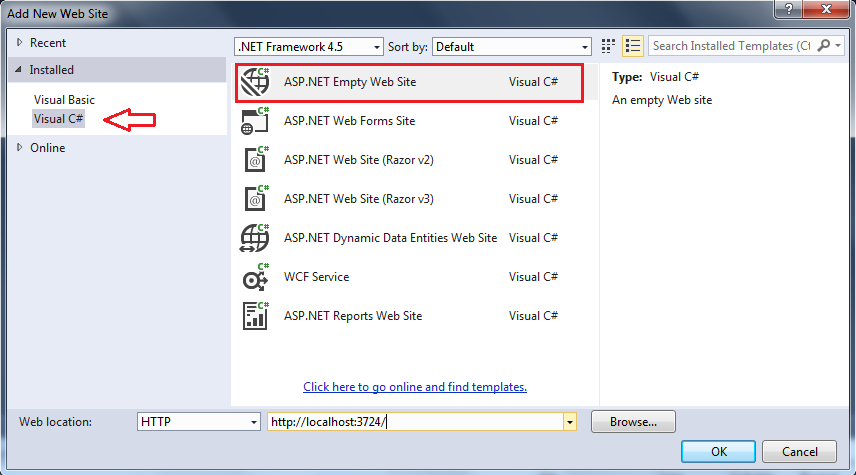 Add New Web Site
Recent
.NET Framework 4.5
Sort by:
Default
Search Installed Templates (Ct
Installed
Visual Basic
Visual C#
Online
ASP.NET Empty Web Site Visual C#
ASP.NET Web Forms Site Visual C#
ASP.NET Web Site (Razor v2) Visual C#
ASP.NET Web Site (Razor v3) Visual C#
ASP.NET Dynamic Data Entities Web Site Visual C#
WCF Service Visual C#
ASP.NET Reports Web Site Visual C#
Type: Visual C#
An empty Web site
Click here to go online and find templates.
Web location:
HTTP
http://localhost:3724/
Browse...
OK
Cancel